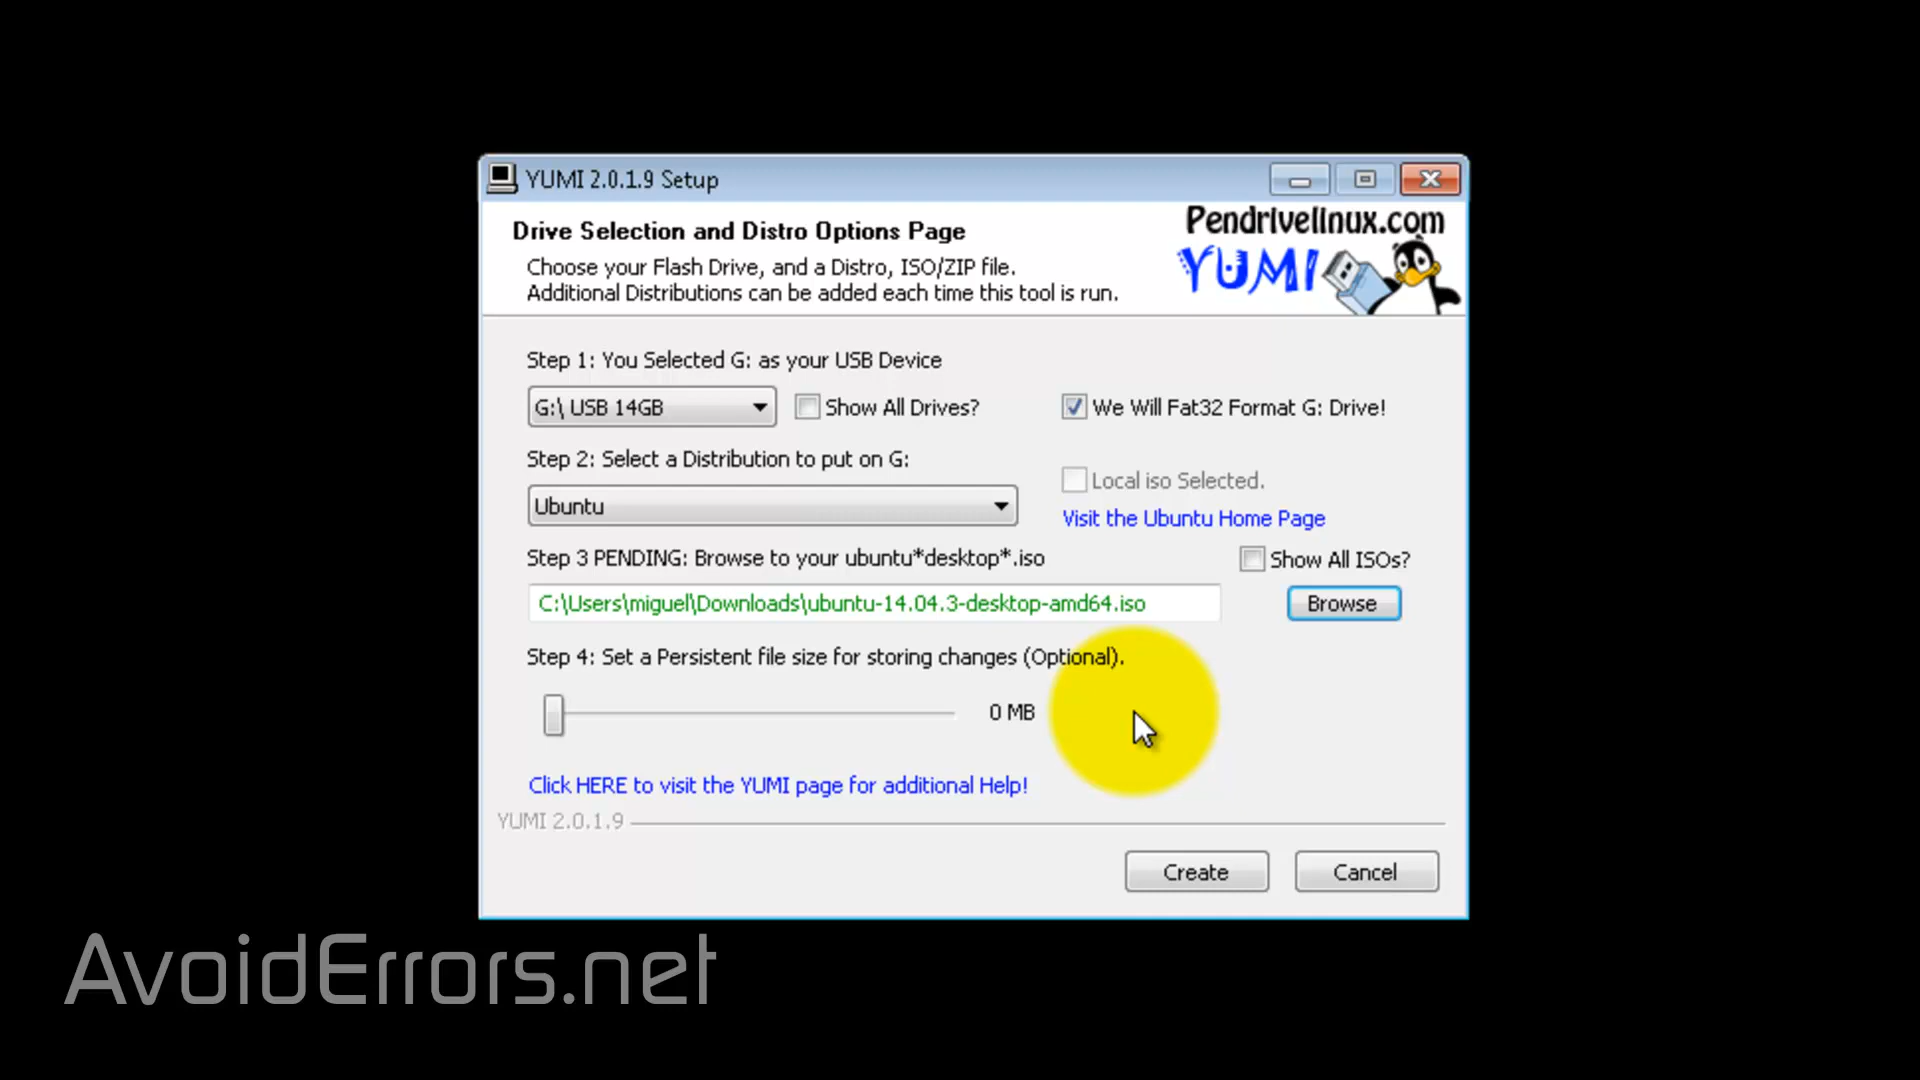 YUMI 2.0.1.9 Setup
Drive Selection and Distro Options Page
Choose your Flash Drive, and a Distro, ISO/ZIP file.
Additional Distributions can be added each time this tool is run.
Pendrivelinux.com
YUMI
Step 1: You Selected G: as your USB Device
G:\ USB 14GB
Show All Drives?
We Will Fat32 Format G: Drive!
Step 2: Select a Distribution to put on G:
Local iso Selected.
Ubuntu
Visit the Ubuntu Home Page
Step 3 PENDING: Browse to your ubuntu*desktop*.iso
Show All ISOs?
C:\Users\miguel\Downloads\ubuntu-14.04.3-desktop-amd64.iso
Browse
Step 4: Set a Persistent file size for storing changes (Optional).
0 MB
Click HERE to visit the YUMI page for additional Help!
YUMI 2.0.1.9
Create
Cancel
AvoidErrors.net